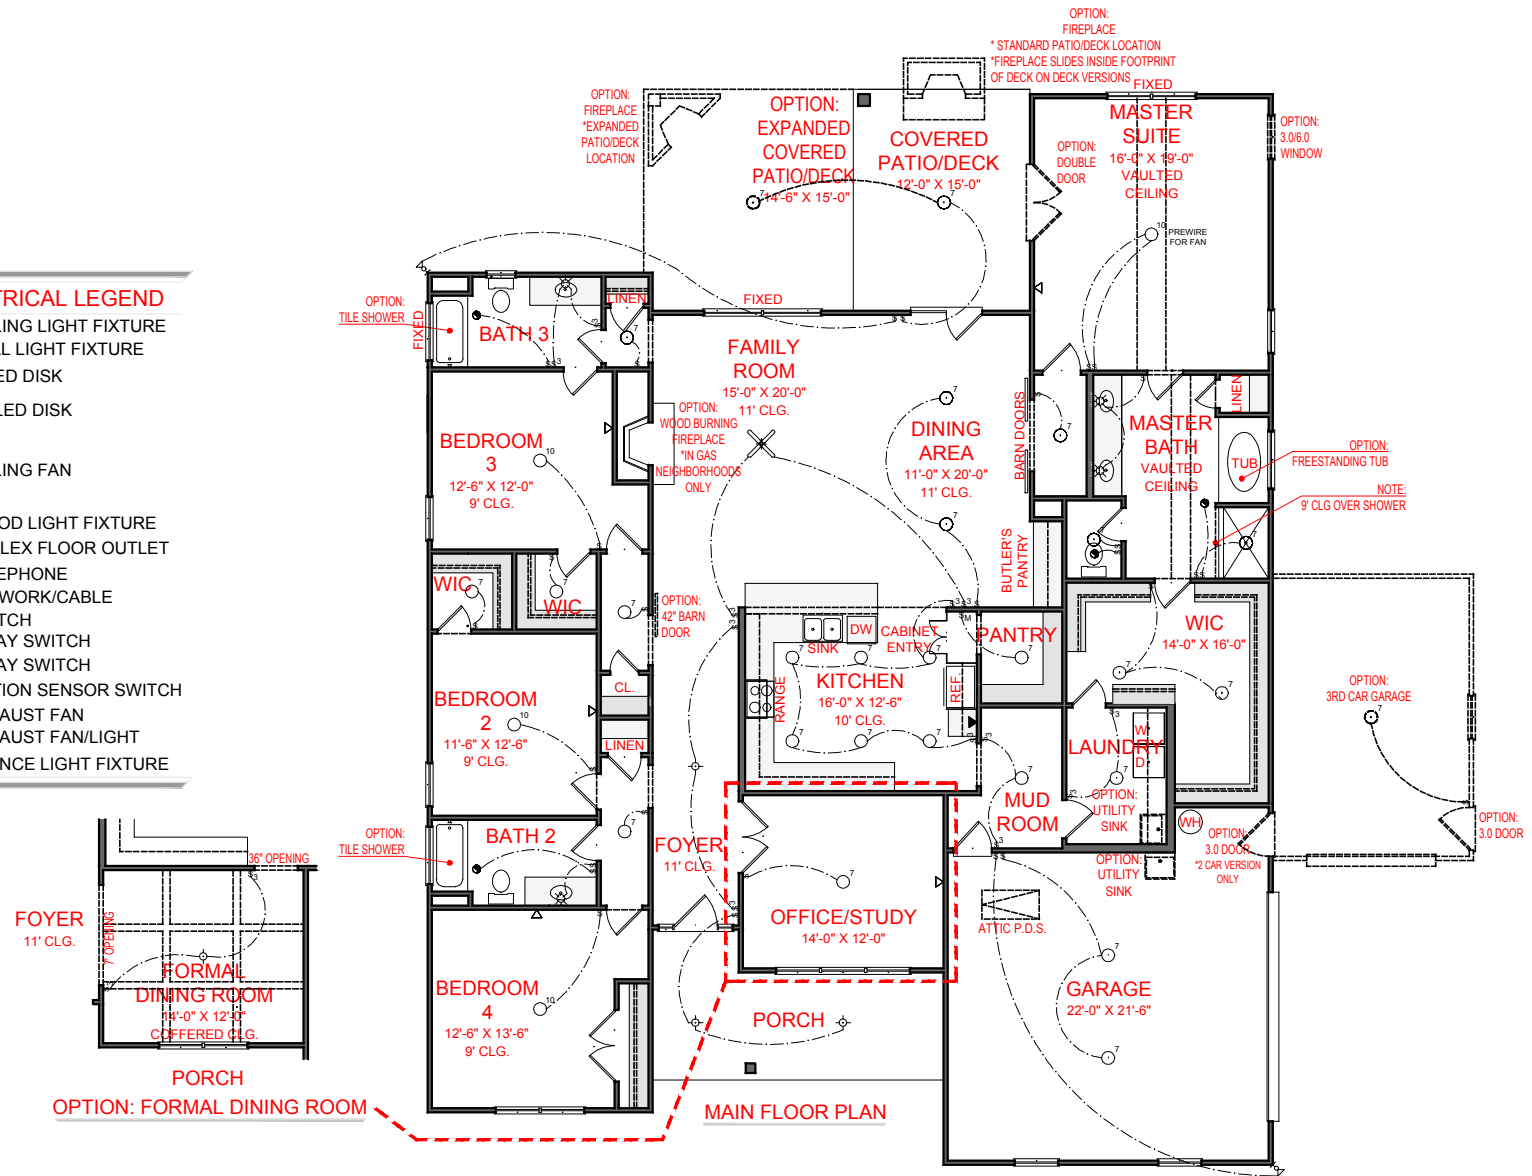 OPTION:
FIREPLACE
* STANDARD PATIO/DECK LOCATION
*FIREPLACE SLIDES INSIDE FOOTPRINT
OF DECK ON DECK VERSIONS
FIXED
OPTION:
FIREPLACE
*EXPANDED
PATIO/DECK
LOCATION
OPTION:
EXPANDED
COVERED
PATIO/DECK
14'-6" X 15'-0"
COVERED
PATIO/DECK
12'-0" X 15'-0"
OPTION:
DOUBLE
DOOR
MASTER
SUITE
16'-0" X 19'-0"
VAULTED
CEILING
OPTION:
3.0/6.0
WINDOW
PREWIRE
FOR FAN
TRICAL LEGEND
LING LIGHT FIXTURE
LL LIGHT FIXTURE
ED DISK
LED DISK
LING FAN
OD LIGHT FIXTURE
PLEX FLOOR OUTLET
EPHONE
WORK/CABLE
TCH
AY SWITCH
AY SWITCH
TION SENSOR SWITCH
AUST FAN
AUST FAN/LIGHT
NCE LIGHT FIXTURE
OPTION:
TILE SHOWER
FIXED
BATH 3
LINEN
FIXED
FAMILY
ROOM
15'-0" X 20'-0"
11' CLG.
OPTION:
WOOD BURNING
FIREPLACE
*IN GAS
NEIGHBORHOODS
ONLY
DINING
AREA
11'-0" X 20'-0"
11' CLG.
BARN DOORS
MASTER
BATH
VAULTED
CEILING
LINEN
TUB
OPTION:
FREESTANDING TUB
NOTE:
9' CLG OVER SHOWER
BEDROOM
3
12'-6" X 12'-0"
9' CLG.
WIC
WIC
OPTION:
42" BARN
DOOR
BUTLER'S
PANTRY
SINK
DW
CABINET
ENTRY
PANTRY
WIC
14'-0" X 16'-0"
KITCHEN
16'-0" X 12'-6"
10' CLG.
RANGE
REF.
OPTION:
3RD CAR GARAGE
BEDROOM
2
11'-6" X 12'-6"
9' CLG.
CL.
LINEN
LAUNDRY
W
D
OPTION:
UTILITY
SINK
MUD
ROOM
WH
OPTION:
3.0 DOOR
*2 CAR VERSION
ONLY
OPTION:
3.0 DOOR
OPTION:
UTILITY
SINK
OPTION:
TILE SHOWER
BATH 2
FOYER
11' CLG.
OFFICE/STUDY
14'-0" X 12'-0"
ATTIC P.D.S.
GARAGE
22'-0" X 21'-6"
BEDROOM
4
12'-6" X 13'-6"
9' CLG.
PORCH
36" OPENING
FOYER
11' CLG.
7' OPENING
FORMAL
DINING ROOM
14'-0" X 12'-0"
COFFERED CLG.
PORCH
OPTION: FORMAL DINING ROOM
MAIN FLOOR PLAN